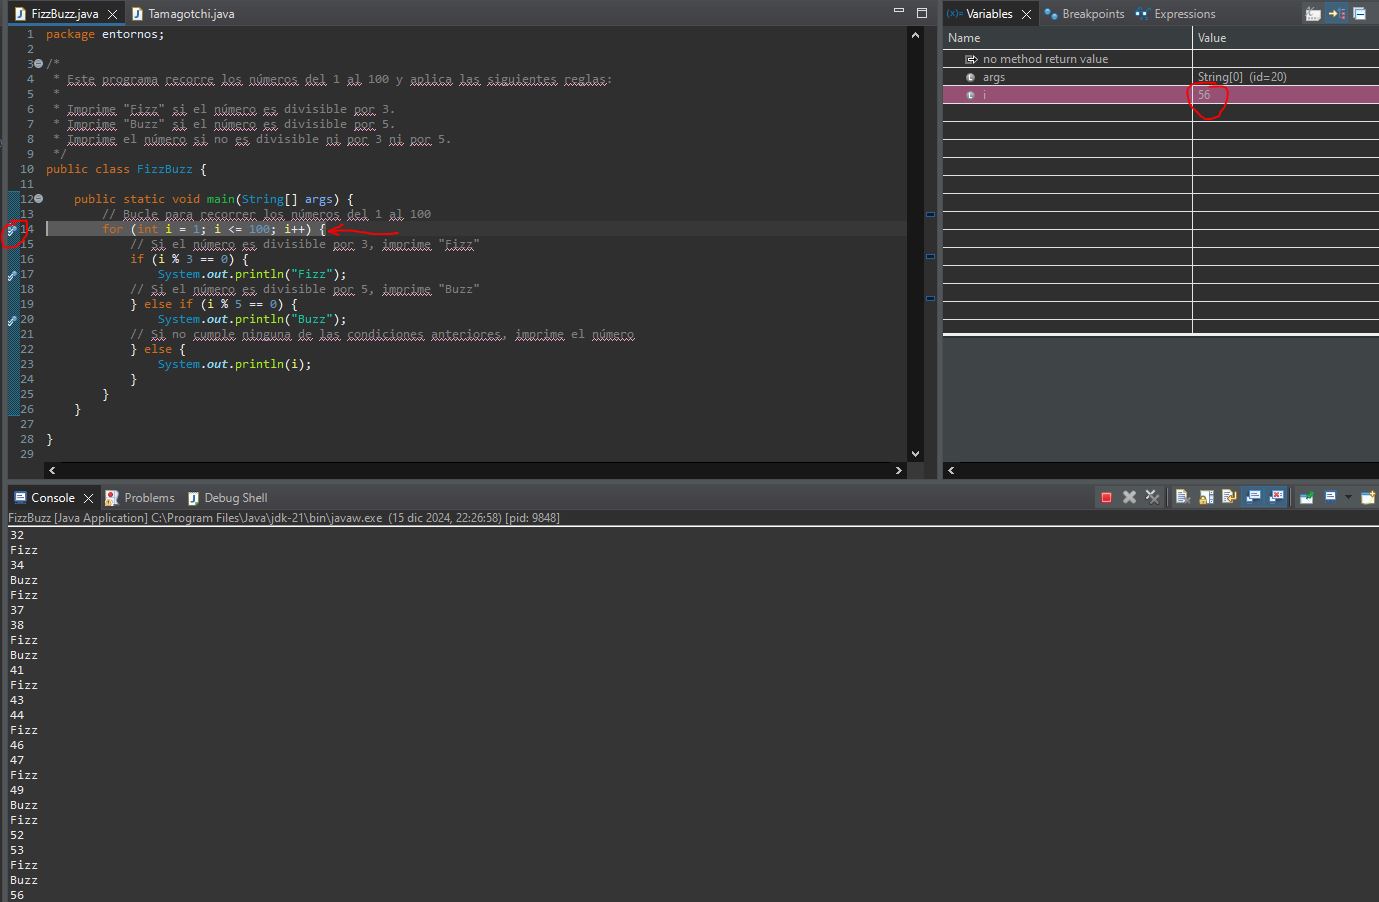 FizzBuzz.java Tamagotchi.java
1 package entornos;
2
3 /*
4 * Este programa recorre los números del 1 al 100 y aplica las siguientes reglas:
5 *
6 * Imprime "Fizz" si el número es divisible por 3.
7 * Imprime "Buzz" si el número es divisible por 5.
8 * Imprime el número si no es divisible ni por 3 ni por 5.
9 */
10 public class FizzBuzz {
11
12 public static void main(String[] args) {
13 // Bucle para recorrer los números del 1 al 100
14 for (int i = 1; i <= 100; i++) {
15 // Si el número es divisible por 3, imprime "Fizz"
16 if (i % 3 == 0) {
17 System.out.println("Fizz");
18 // Si el número es divisible por 5, imprime "Buzz"
19 } else if (i % 5 == 0) {
20 System.out.println("Buzz");
21 // Si no cumple ninguna de las condiciones anteriores, imprime el número
22 } else {
23 System.out.println(i);
24 }
25 }
26 }
27
28 }
29
(x)= Variables Breakpoints Expressions
Name Value
no method return value
args String[0] (id=20)
i 56
Console Problems Debug Shell
FizzBuzz [Java Application] C:\Program Files\Java\jdk-21\bin\javaw.exe (15 dic 2024, 22:26:58) [pid: 9848]
32
Fizz
34
Buzz
Fizz
37
38
Fizz
Buzz
41
Fizz
43
44
Fizz
46
47
Fizz
49
Buzz
Fizz
52
53
Fizz
Buzz
56